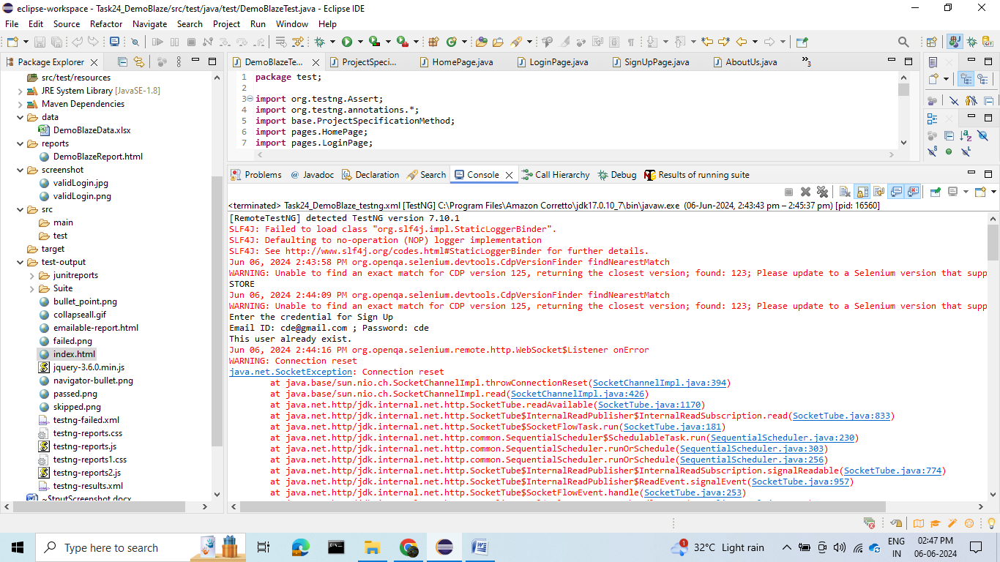 eclipse-workspace - Task24_DemoBlaze/src/test/java/test/DemoBlazeTest.java - Eclipse IDE
File Edit Source Refactor Navigate Search Project Run Window Help
Package Explorer
src/test/resources
JRE System Library [JavaSE-1.8]
Maven Dependencies
data
DemoBlazeData.xlsx
reports
DemoBlazeReport.html
screenshot
validLogin.jpg
validLogin.png
src
main
test
target
test-output
junitreports
Suite
bullet_point.png
collapseall.gif
emailable-report.html
failed.png
index.html
jquery-3.6.0.min.js
navigator-bullet.png
passed.png
skipped.png
testng-failed.xml
testng-reports.css
testng-reports.js
testng-reports1.css
testng-reports2.js
testng-results.xml
~$tputScreenshot.docx
DemoBlazeTe... ProjectSpeci... HomePage.java LoginPage.java SignUpPage.java AboutUs.java »3
1 package test;
2
3 import org.testng.Assert;
4 import org.testng.annotations.*;
5 import base.ProjectSpecificationMethod;
6 import pages.HomePage;
7 import pages.LoginPage;
Problems @ Javadoc Declaration Search Console Call Hierarchy Debug Results of running suite
<terminated> Task24_DemoBlaze_testng.xml [TestNG] C:\Program Files\Amazon Corretto\jdk17.0.10_7\bin\javaw.exe (06-Jun-2024, 2:43:43 pm – 2:45:37 pm) [pid: 16560]
[RemoteTestNG] detected TestNG version 7.10.1
SLF4J: Failed to load class "org.slf4j.impl.StaticLoggerBinder".
SLF4J: Defaulting to no-operation (NOP) logger implementation
SLF4J: See http://www.slf4j.org/codes.html#StaticLoggerBinder for further details.
Jun 06, 2024 2:43:58 PM org.openqa.selenium.devtools.CdpVersionFinder findNearestMatch
WARNING: Unable to find an exact match for CDP version 125, returning the closest version; found: 123; Please update to a Selenium version that supp
STORE
Jun 06, 2024 2:44:09 PM org.openqa.selenium.devtools.CdpVersionFinder findNearestMatch
WARNING: Unable to find an exact match for CDP version 125, returning the closest version; found: 123; Please update to a Selenium version that supp
Enter the credential for Sign Up
Email ID: cde@gmail.com ; Password: cde
This user already exist.
Jun 06, 2024 2:44:16 PM org.openqa.selenium.remote.http.WebSocket$Listener onError
WARNING: Connection reset
java.net.SocketException: Connection reset
at java.base/sun.nio.ch.SocketChannelImpl.throwConnectionReset(SocketChannelImpl.java:394)
at java.base/sun.nio.ch.SocketChannelImpl.read(SocketChannelImpl.java:426)
at java.net.http/jdk.internal.net.http.SocketTube.readAvailable(SocketTube.java:1170)
at java.net.http/jdk.internal.net.http.SocketTube$InternalReadPublisher$InternalReadSubscription.read(SocketTube.java:833)
at java.net.http/jdk.internal.net.http.SocketTube$SocketFlowTask.run(SocketTube.java:181)
at java.net.http/jdk.internal.net.http.common.SequentialScheduler$SchedulableTask.run(SequentialScheduler.java:230)
at java.net.http/jdk.internal.net.http.common.SequentialScheduler.runOrSchedule(SequentialScheduler.java:303)
at java.net.http/jdk.internal.net.http.common.SequentialScheduler.runOrSchedule(SequentialScheduler.java:256)
at java.net.http/jdk.internal.net.http.SocketTube$InternalReadPublisher$InternalReadSubscription.signalReadable(SocketTube.java:774)
at java.net.http/jdk.internal.net.http.SocketTube$InternalReadPublisher$ReadEvent.signalEvent(SocketTube.java:957)
at java.net.http/jdk.internal.net.http.SocketTube$SocketFlowEvent.handle(SocketTube.java:253)
Type here to search
1 32°C Light rain
ENG
IN
02:47 PM
06-06-2024